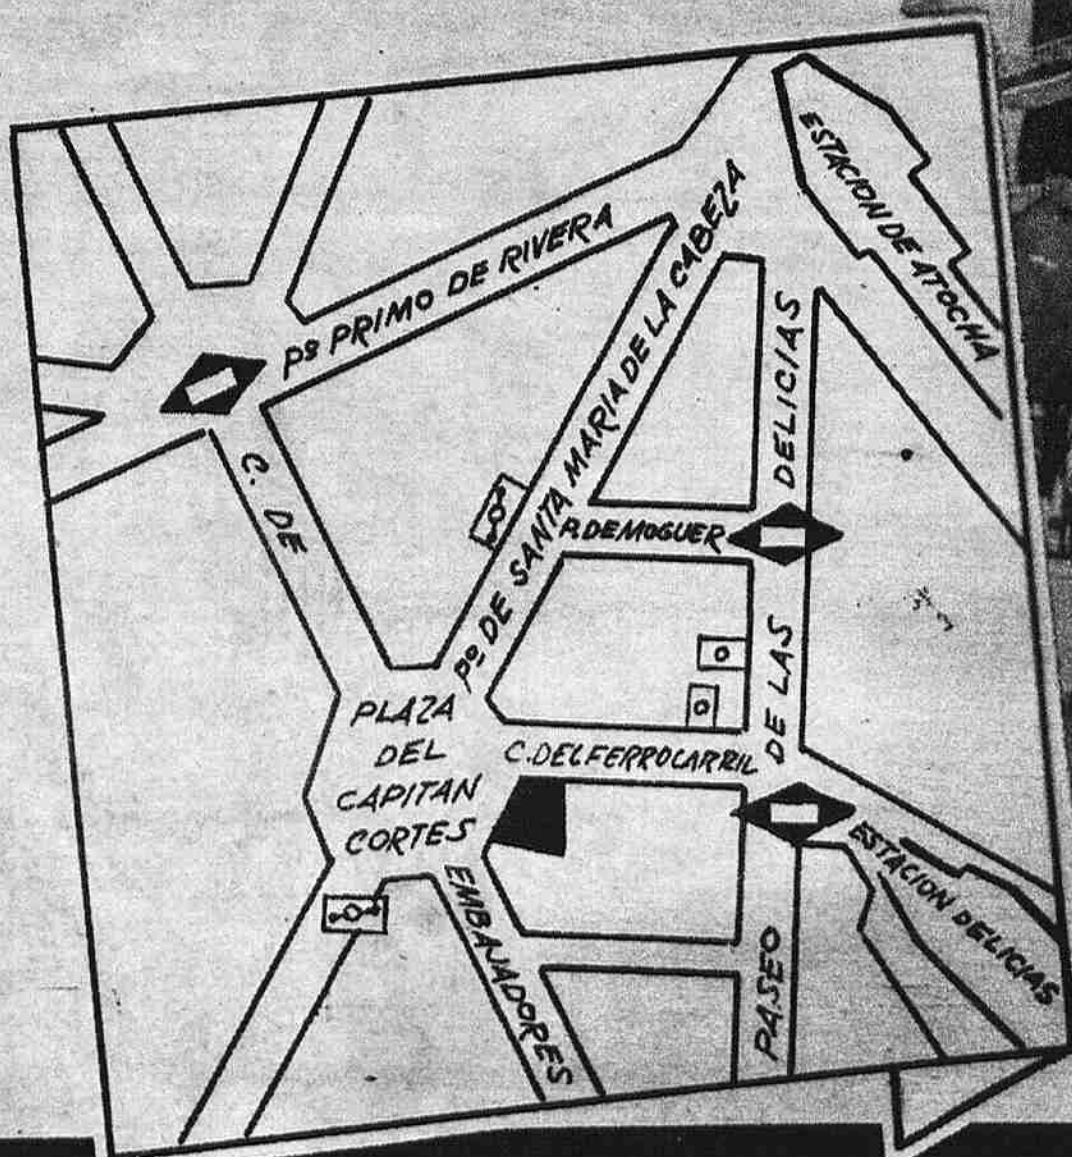 ESTACION DE ATOCHA
Pº PRIMO DE RIVERA
Pº DE SANTA MARIA DE LA CABEZA
C. DE
EMBAJADORES
P. DE MOGUER
PASEO
DE LAS
DELICIAS
PLAZA
DEL
CAPITAN
CORTES
C. DEL FERROCARRIL
ESTACION DELICIAS